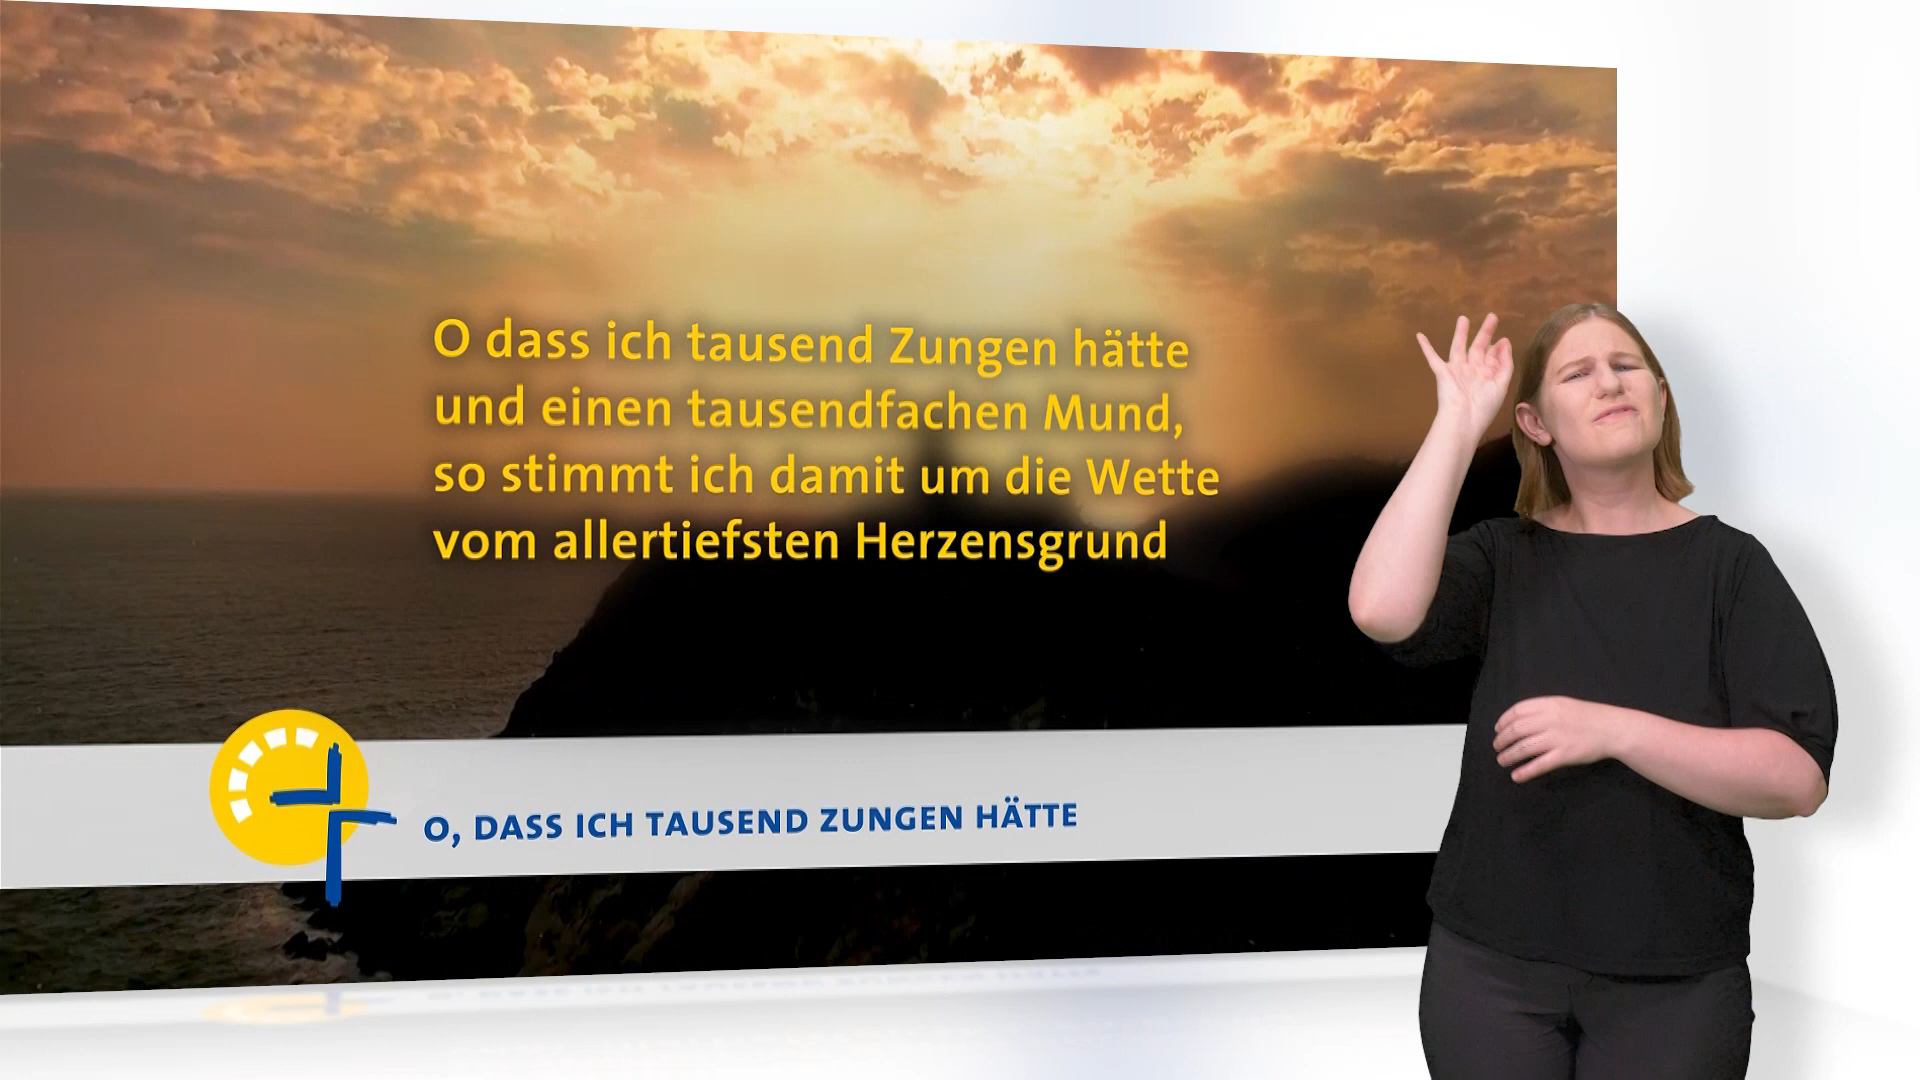 O dass ich tausend Zungen hätte
und einen tausendfachen Mund,
so stimmt ich damit um die Wette
vom allertiefsten Herzensgrund
O, DASS ICH TAUSEND ZUNGEN HÄTTE